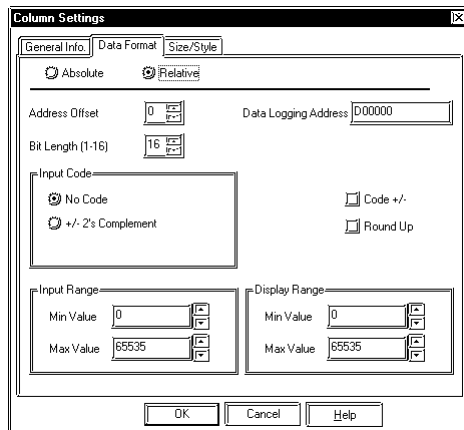 Column Settings
General Info. Data Format Size/Style
Absolute Relative
Address Offset 0 Data Logging Address D00000
Bit Length (1-16) 16
Input Code
No Code Code +/-
+/- 2's Complement Round Up
Input Range Display Range
Min Value 0 Min Value 0
Max Value 65535 Max Value 65535
OK Cancel Help